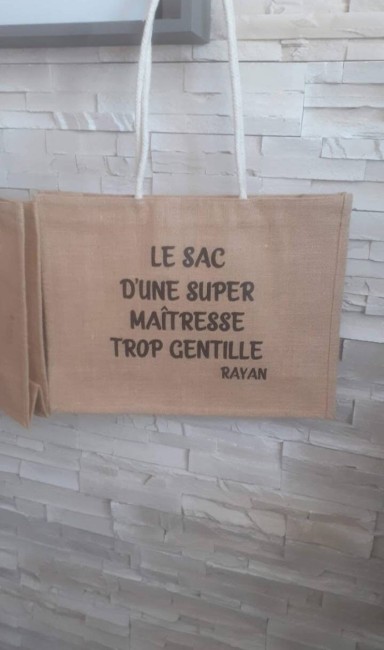 LE SAC
D'UNE SUPER
MAÎTRESSE
TROP GENTILLE
RAYAN